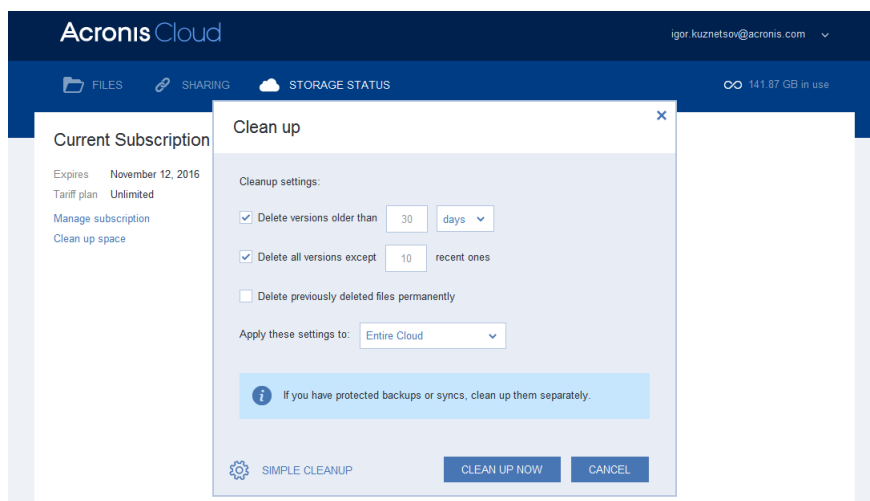 Acronis Cloud
igor.kuznetsov@acronis.com
FILES
SHARING
STORAGE STATUS
141.87 GB in use
Current Subscription
Expires November 12, 2016
Tariff plan Unlimited
Manage subscription
Clean up space
Clean up
Cleanup settings:
Delete versions older than 30 days
Delete all versions except 10 recent ones
Delete previously deleted files permanently
Apply these settings to: Entire Cloud
If you have protected backups or syncs, clean up them separately.
SIMPLE CLEANUP
CLEAN UP NOW
CANCEL